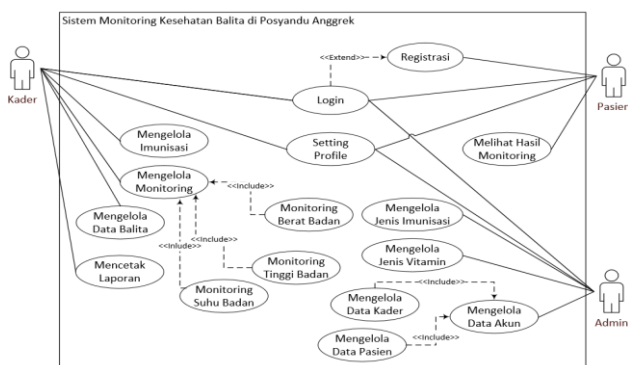 Sistem Monitoring Kesehatan Balita di Posyandu Anggrek
<<Extend>>
Registrasi
Kader
Pasier
Login
Mengelola
Imunisasi
Setting
Profile
Melihat Hasil
Monitoring
Mengelola
Monitoring
<<Include>>
Mengelola
Data Balita
Monitoring
Berat Badan
Mengelola
Jenis Imunisasi
<<Inlude>>
<<Include>>
Mengelola
Jenis Vitamin
Mencetak
Laporan
Monitoring
Tinggi Badan
Monitoring
Suhu Badan
<<Include>>
Mengelola
Data Kader
Mengelola
Data Akun
Admin
<<Include>>
Mengelola
Data Pasien